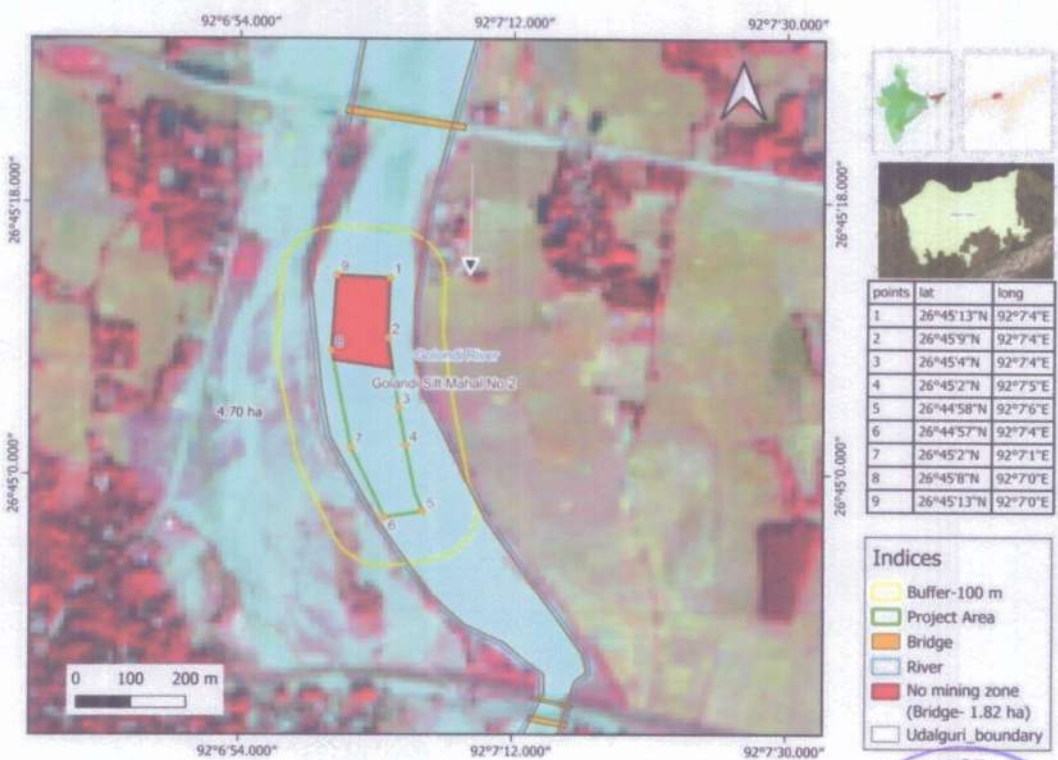 92°6'54.000" 92°7'12.000" 92°7'30.000"
26°45'18.000" 26°45'18.000"
9 1
2
8
Golondi River
Golandi Silt Mahal No 2
3
4.70 ha
4
7
26°45'0.000" 26°45'0.000"
5
6
0 100 200 m
92°6'54.000" 92°7'12.000" 92°7'30.000"
points lat long
1 26°45'13"N 92°7'4"E
2 26°45'9"N 92°7'4"E
3 26°45'4"N 92°7'4"E
4 26°45'2"N 92°7'5"E
5 26°44'58"N 92°7'6"E
6 26°44'57"N 92°7'4"E
7 26°45'2"N 92°7'1"E
8 26°45'8"N 92°7'0"E
9 26°45'13"N 92°7'0"E
Indices
Buffer-100 m
Project Area
Bridge
River
No mining zone
(Bridge- 1.82 ha)
Udalguri_boundary